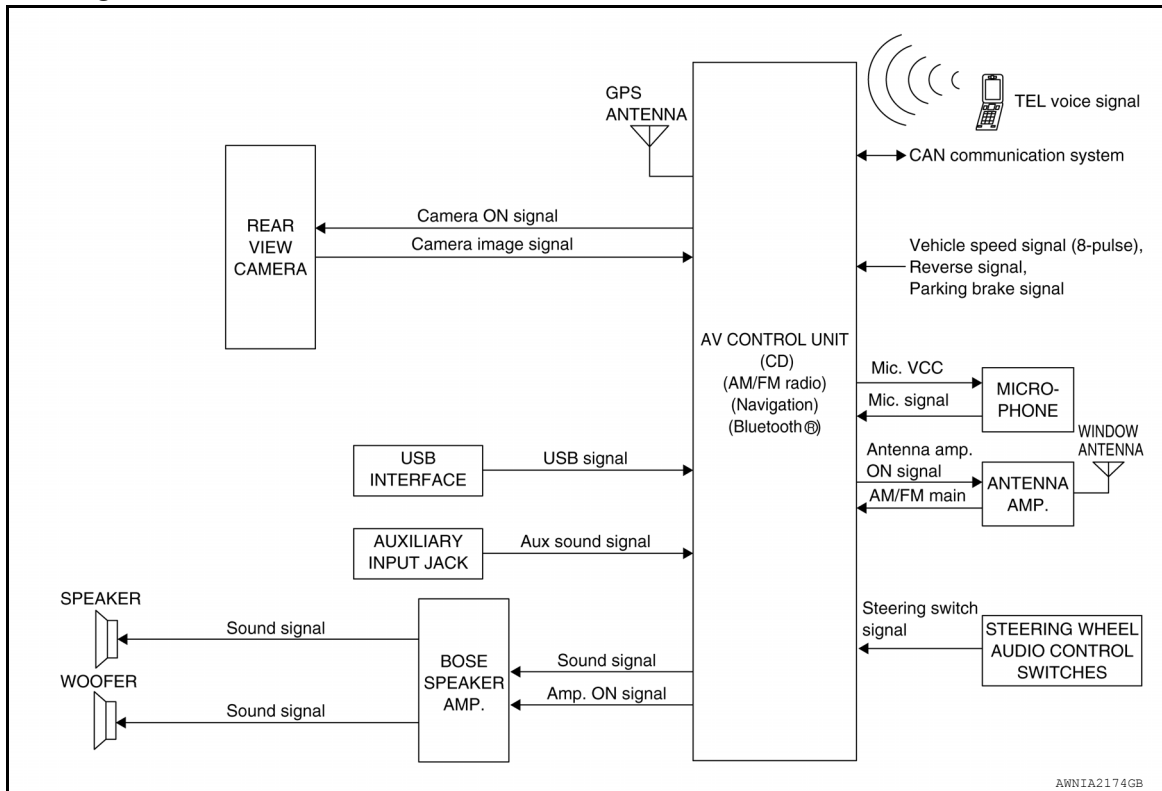 GPS
ANTENNA
TEL voice signal
CAN communication system
REAR
VIEW
CAMERA
Camera ON signal
Camera image signal
Vehicle speed signal (8-pulse),
Reverse signal,
Parking brake signal
AV CONTROL UNIT
(CD)
(AM/FM radio)
(Navigation)
(Bluetooth®)
Mic. VCC
Mic. signal
MICRO-
PHONE
WINDOW
ANTENNA
Antenna amp.
ON signal
AM/FM main
ANTENNA
AMP.
USB
INTERFACE
USB signal
AUXILIARY
INPUT JACK
Aux sound signal
SPEAKER
Sound signal
WOOFER
Sound signal
BOSE
SPEAKER
AMP.
Sound signal
Amp. ON signal
Steering switch
signal
STEERING WHEEL
AUDIO CONTROL
SWITCHES
AWNIA2174GB